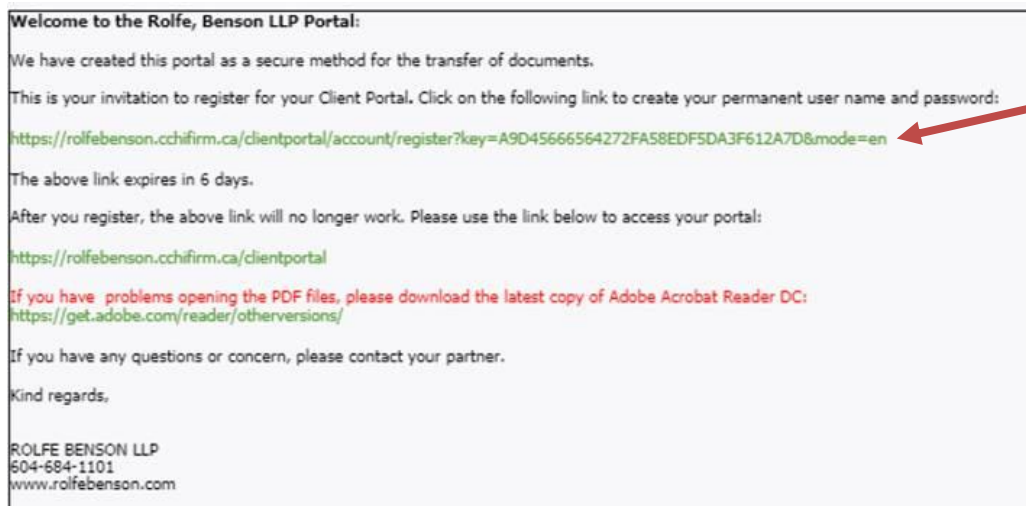 Welcome to the Rolfe, Benson LLP Portal:
We have created this portal as a secure method for the transfer of documents.
This is your invitation to register for your Client Portal. Click on the following link to create your permanent user name and password:
https://rolfebenson.cchifirm.ca/clientportal/account/register?key=A9D45666564272FA58EDF5DA3F612A7D&mode=en
The above link expires in 6 days.
After you register, the above link will no longer work. Please use the link below to access your portal:
https://rolfebenson.cchifirm.ca/clientportal
If you have  problems opening the PDF files, please download the latest copy of Adobe Acrobat Reader DC:
https://get.adobe.com/reader/otherversions/
If you have any questions or concern, please contact your partner.
Kind regards,
ROLFE BENSON LLP
604-684-1101
www.rolfebenson.com